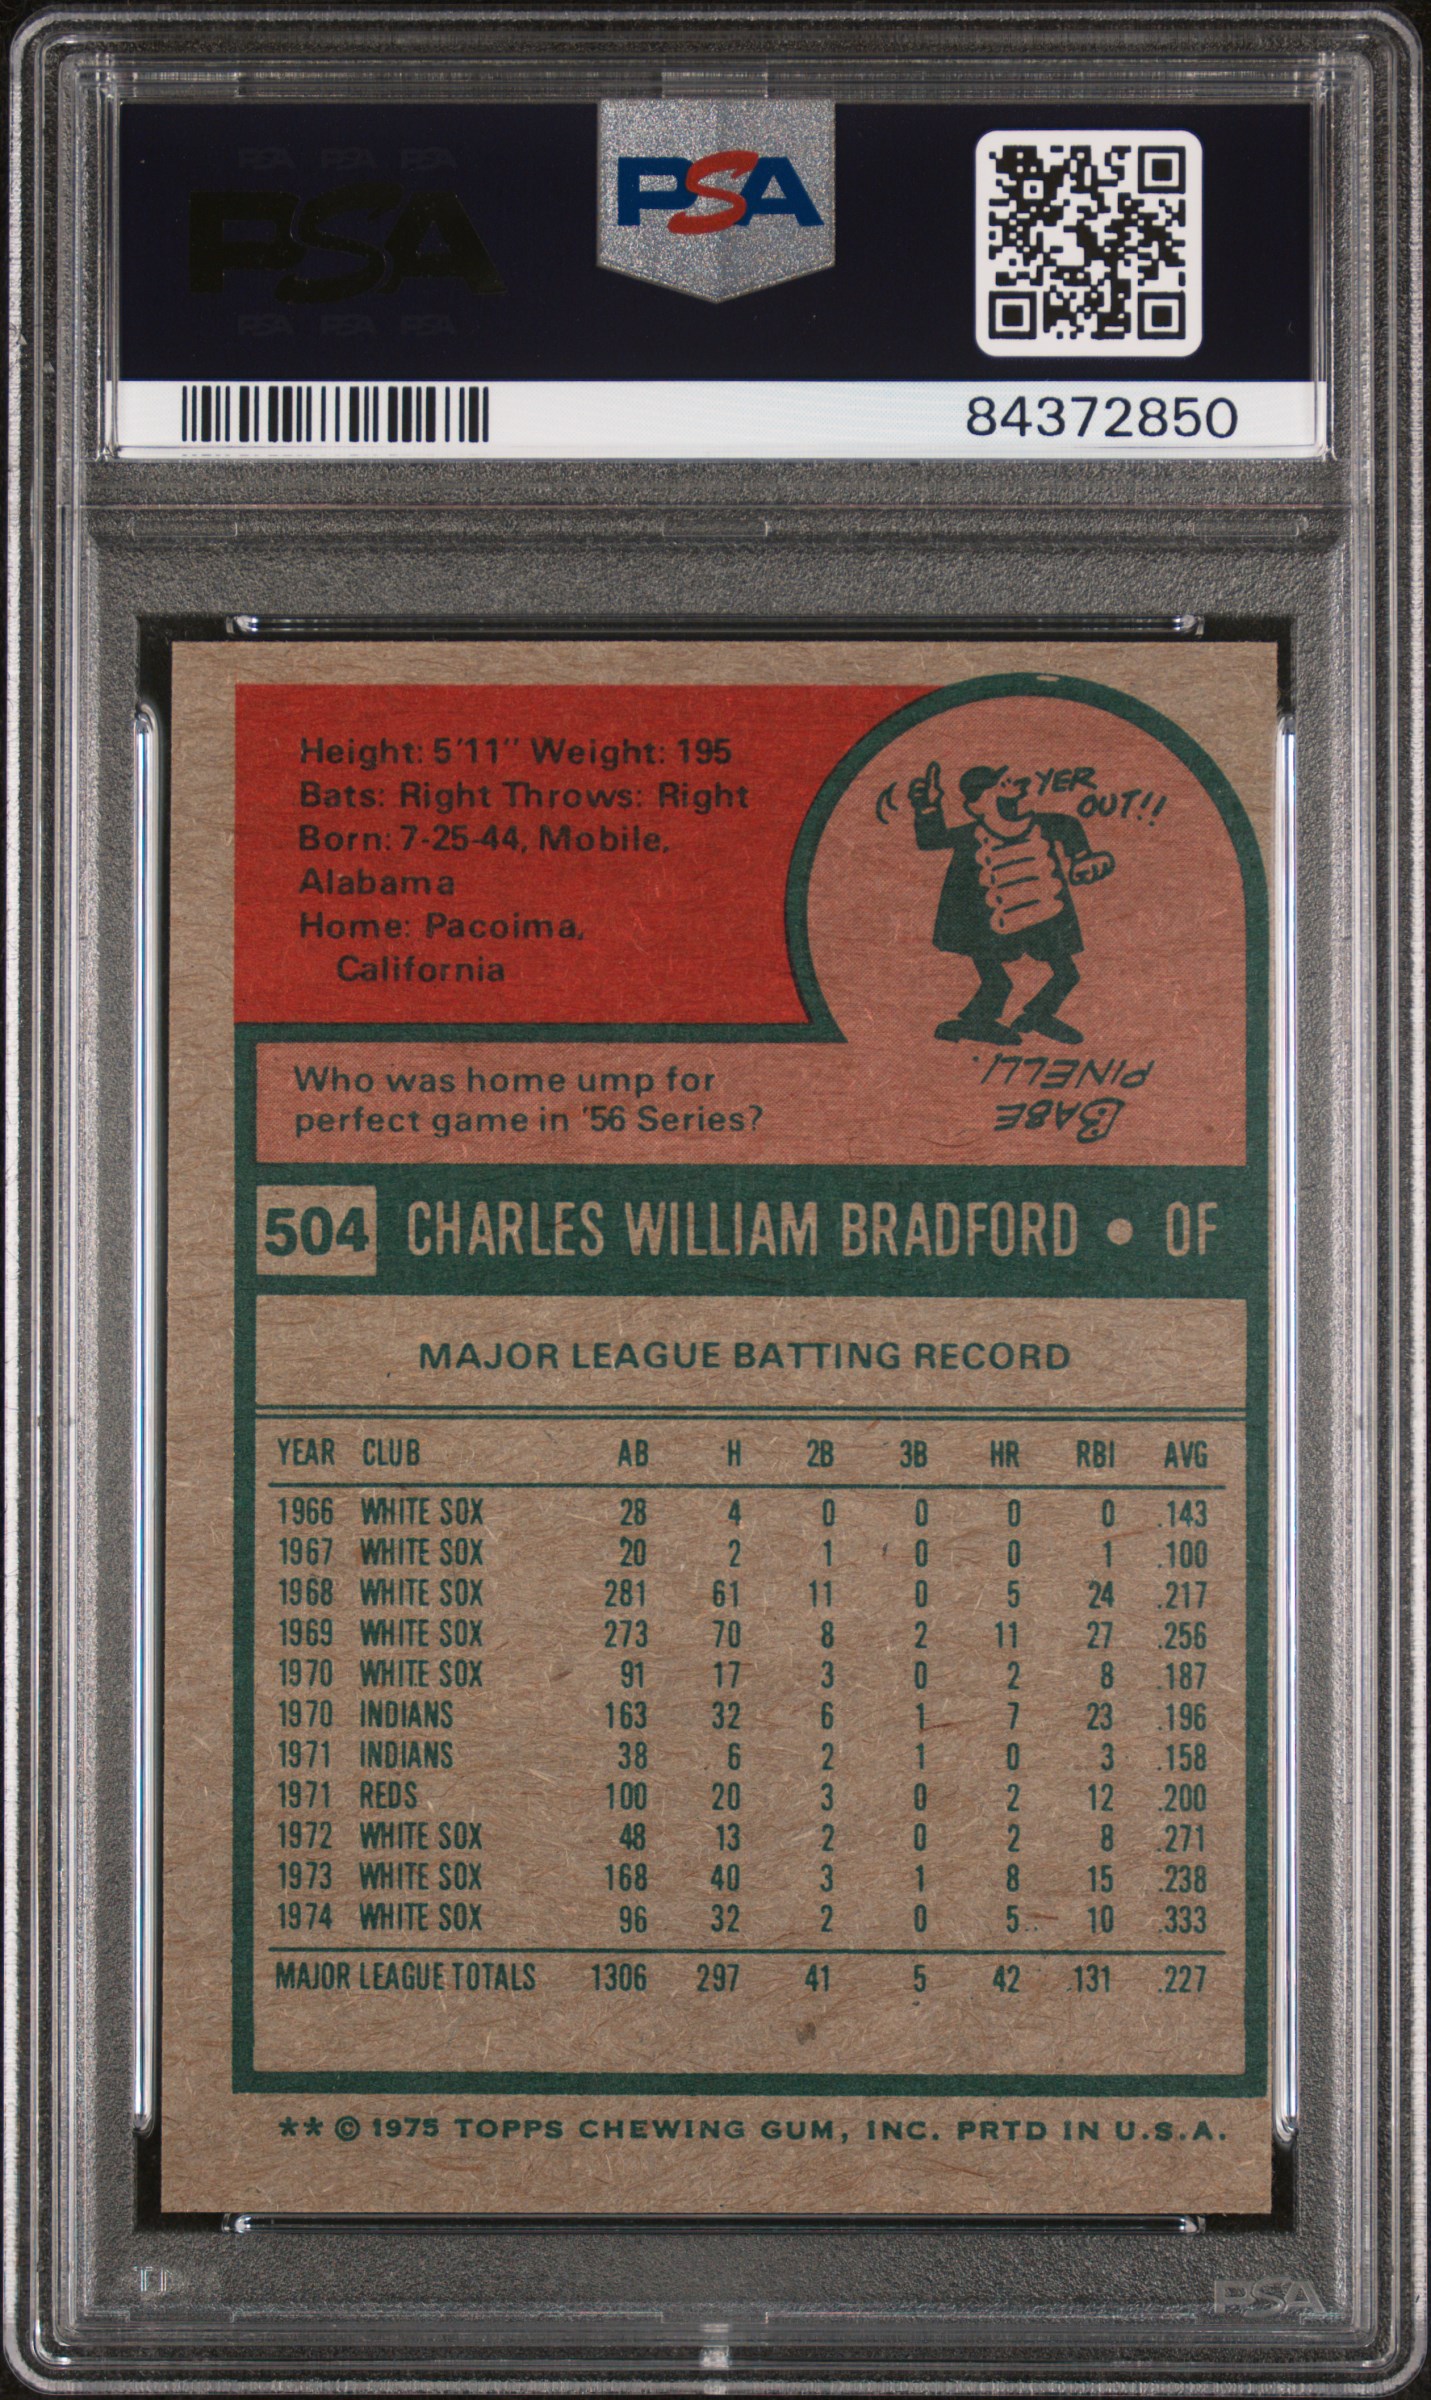 PSA PSA PSA
PSA
PSA PSA PSA
PSA
84372850
Height: 5'11" Weight: 195
Bats: Right Throws: Right
Born: 7-25-44, Mobile,
Alabama
Home: Pacoima,
California
YER
OUT!!
BABE
PINELLI.
Who was home ump for
perfect game in '56 Series?
504 CHARLES WILLIAM BRADFORD • OF
MAJOR LEAGUE BATTING RECORD
YEAR CLUB AB H 2B 3B HR RBI AVG
1966 WHITE SOX 28 4 0 0 0 0 .143
1967 WHITE SOX 20 2 1 0 0 1 .100
1968 WHITE SOX 281 61 11 0 5 24 .217
1969 WHITE SOX 273 70 8 2 11 27 .256
1970 WHITE SOX 91 17 3 0 2 8 .187
1970 INDIANS 163 32 6 1 7 23 .196
1971 INDIANS 38 6 2 1 0 3 .158
1971 REDS 100 20 3 0 2 12 .200
1972 WHITE SOX 48 13 2 0 2 8 .271
1973 WHITE SOX 168 40 3 1 8 15 .238
1974 WHITE SOX 96 32 2 0 5 10 .333
MAJOR LEAGUE TOTALS 1306 297 41 5 42 131 .227
** © 1975 TOPPS CHEWING GUM, INC. PRTD IN U.S.A.
PSA